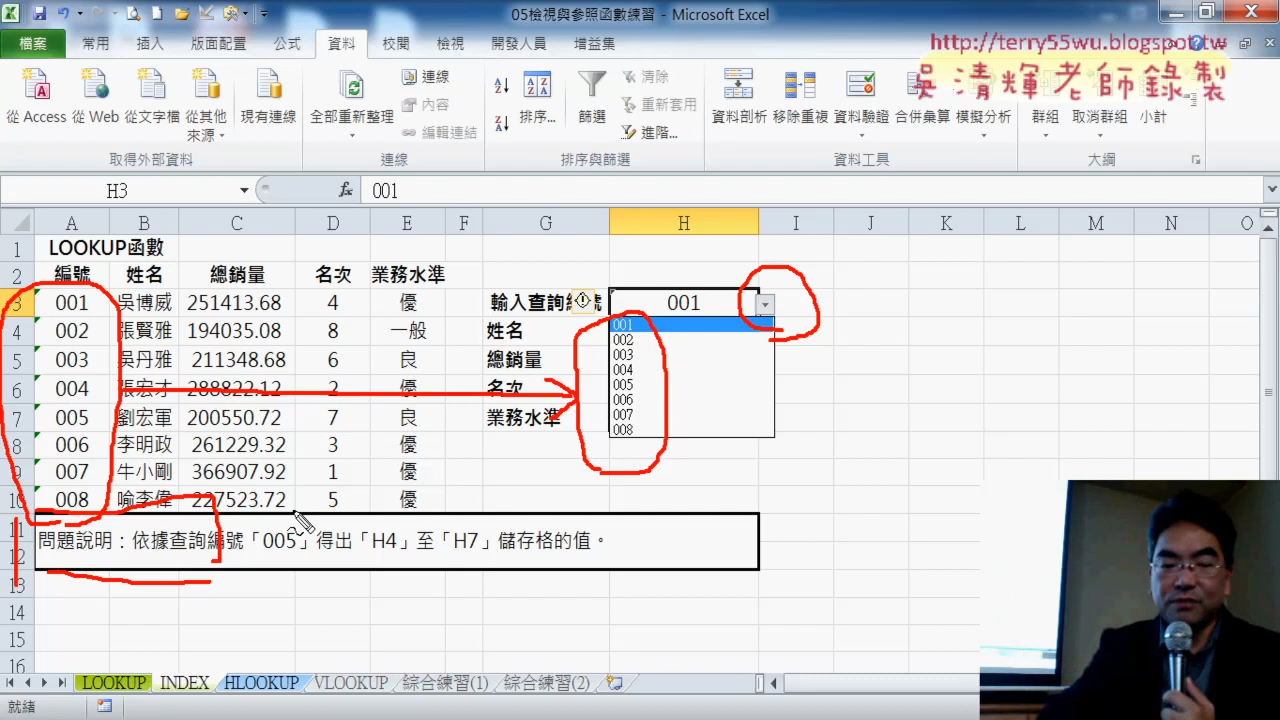 05檢視與參照函數練習 - Microsoft Excel
檔案 常用 插入 版面配置 公式 資料 校閱 檢視 開發人員 增益集
http://terry55wu.blogspot.tw
吳清輝老師錄製
從 Access 從 Web 從文字檔 從其他來源 現有連線 全部重新整理 連線 內容 編輯連結 排序... 篩選 清除 重新套用 進階... 資料剖析 移除重複 資料驗證 合併彙算 模擬分析 群組 取消群組 小計
取得外部資料 連線 排序與篩選 資料工具 大綱
H3 fx 001
A B C D E F G H I J K L M N O
1 LOOKUP函數
2 編號 姓名 總銷量 名次 業務水準
3 001 吳博威 251413.68 4 優 輸入查詢編號 001
4 002 張賢雅 194035.08 8 一般 姓名
5 003 吳丹雅 211348.68 6 良 總銷量
6 004 張宏才 288822.12 2 優 名次
7 005 劉宏軍 200550.72 7 良 業務水準
8 006 李明政 261229.32 3 優
9 007 牛小剛 366907.92 1 優
10 008 喻李偉 227523.72 5 優
001
002
003
004
005
006
007
008
11
問題說明：依據查詢編號「005」得出「H4」至「H7」儲存格的值。
12
13
14
15
16
LOOKUP INDEX HLOOKUP VLOOKUP 綜合練習(1) 綜合練習(2)
就緒